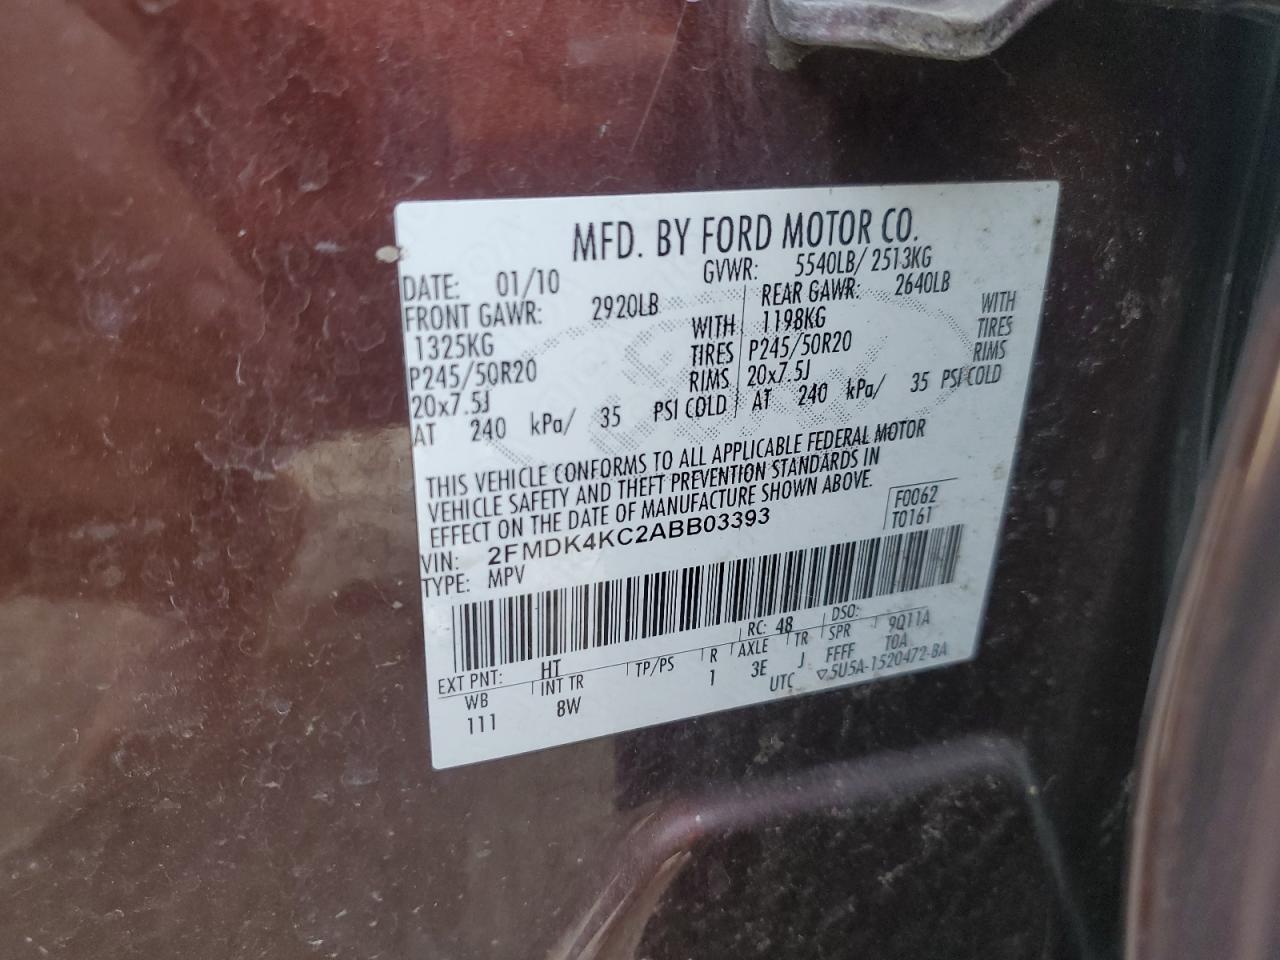 MFD. BY FORD MOTOR CO.
DATE: 01/10 GVWR: 5540LB/ 2513KG
FRONT GAWR: 2920LB REAR GAWR: 2640LB
1325KG WITH 1198KG WITH
P245/50R20 TIRES P245/50R20 TIRES
20x7.5J RIMS 20x7.5J RIMS
AT 240 kPa/ 35 PSI COLD AT 240 kPa/ 35 PSI COLD
THIS VEHICLE CONFORMS TO ALL APPLICABLE FEDERAL MOTOR
VEHICLE SAFETY AND THEFT PREVENTION STANDARDS IN
EFFECT ON THE DATE OF MANUFACTURE SHOWN ABOVE.
F0062
VIN: 2FMDK4KC2ABB03393 T0161
TYPE: MPV
EXT PNT: HT RC: 48 DSO:
WB INT TR TP/PS R AXLE TR SPR 9Q11A
111 8W 1 3E J FFFF T0A
UTC ▽5U5A-1520472-BA